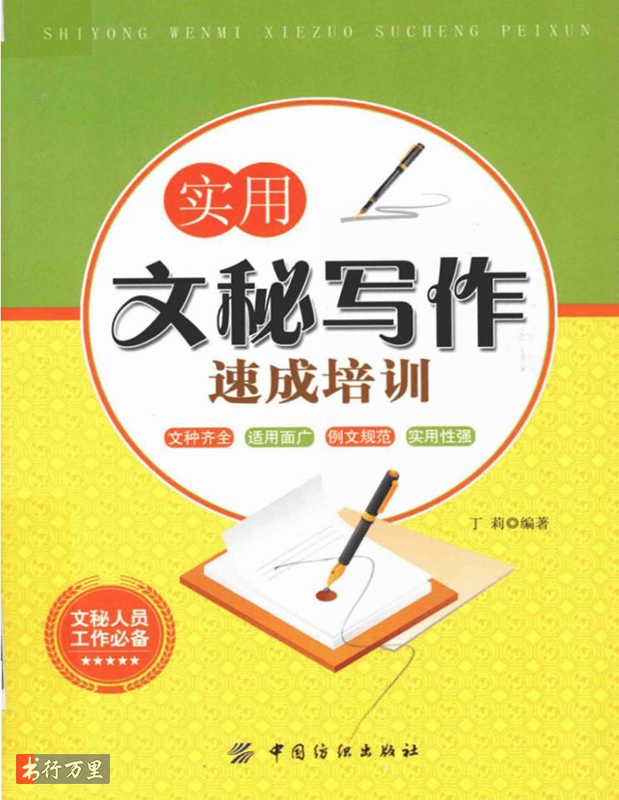 SHIYONG WENMI XIEZUO SUCHENG PEIXUN
实用
文秘写作
速成培训
文种齐全 适用面广 例文规范 实用性强
丁莉◎编著
文秘人员
工作必备
★★★★★
中国纺织出版社
书行万里